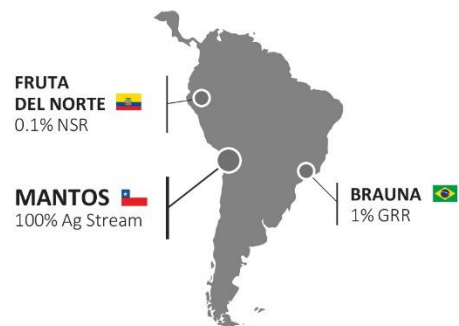 FRUTA
DEL NORTE
0.1% NSR
MANTOS
100% Ag Stream
BRAUNA
1% GRR